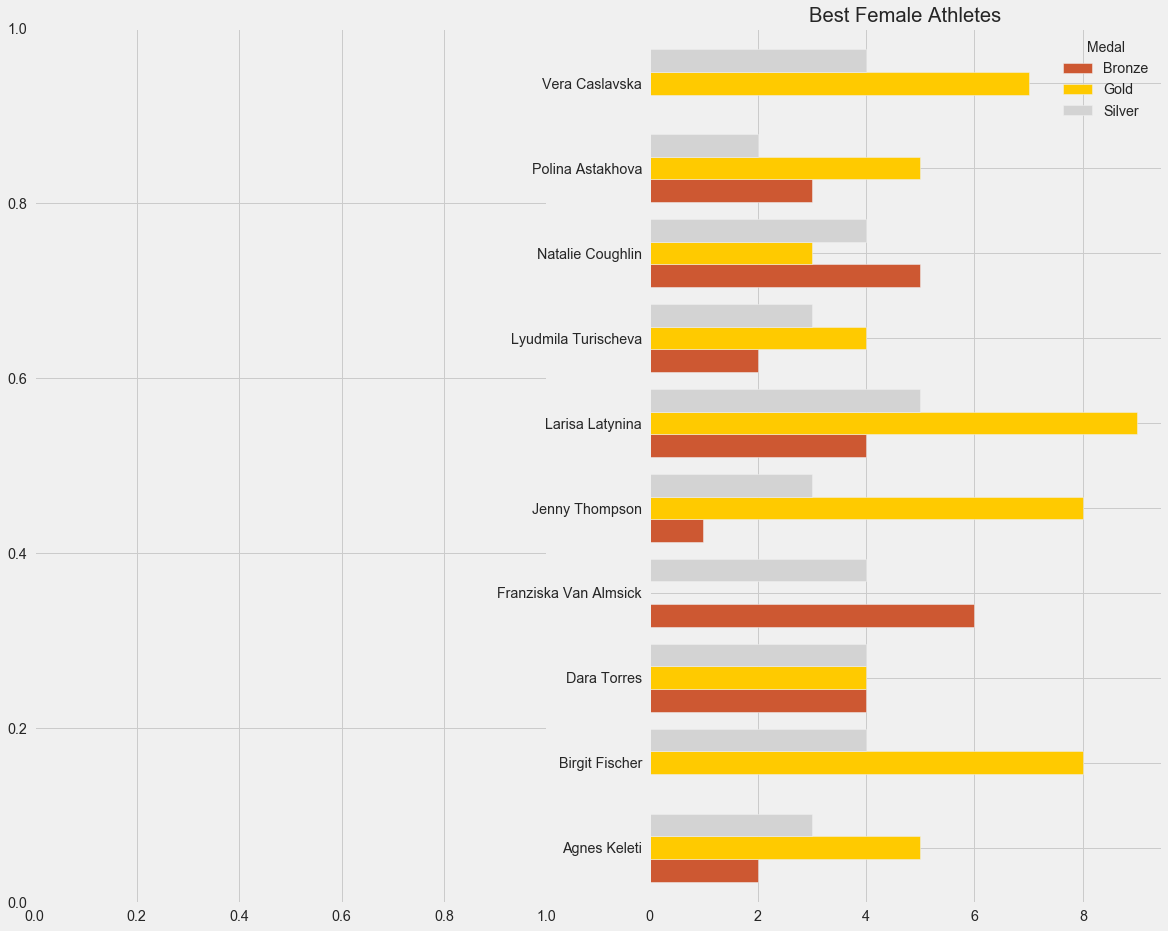 1.0
0.8
0.6
0.4
0.2
0.0
0.0 0.2 0.4 0.6 0.8 1.0
Best Female Athletes
Medal
Bronze
Gold
Silver
Vera Caslavska
Polina Astakhova
Natalie Coughlin
Lyudmila Turischeva
Larisa Latynina
Jenny Thompson
Franziska Van Almsick
Dara Torres
Birgit Fischer
Agnes Keleti
0 2 4 6 8